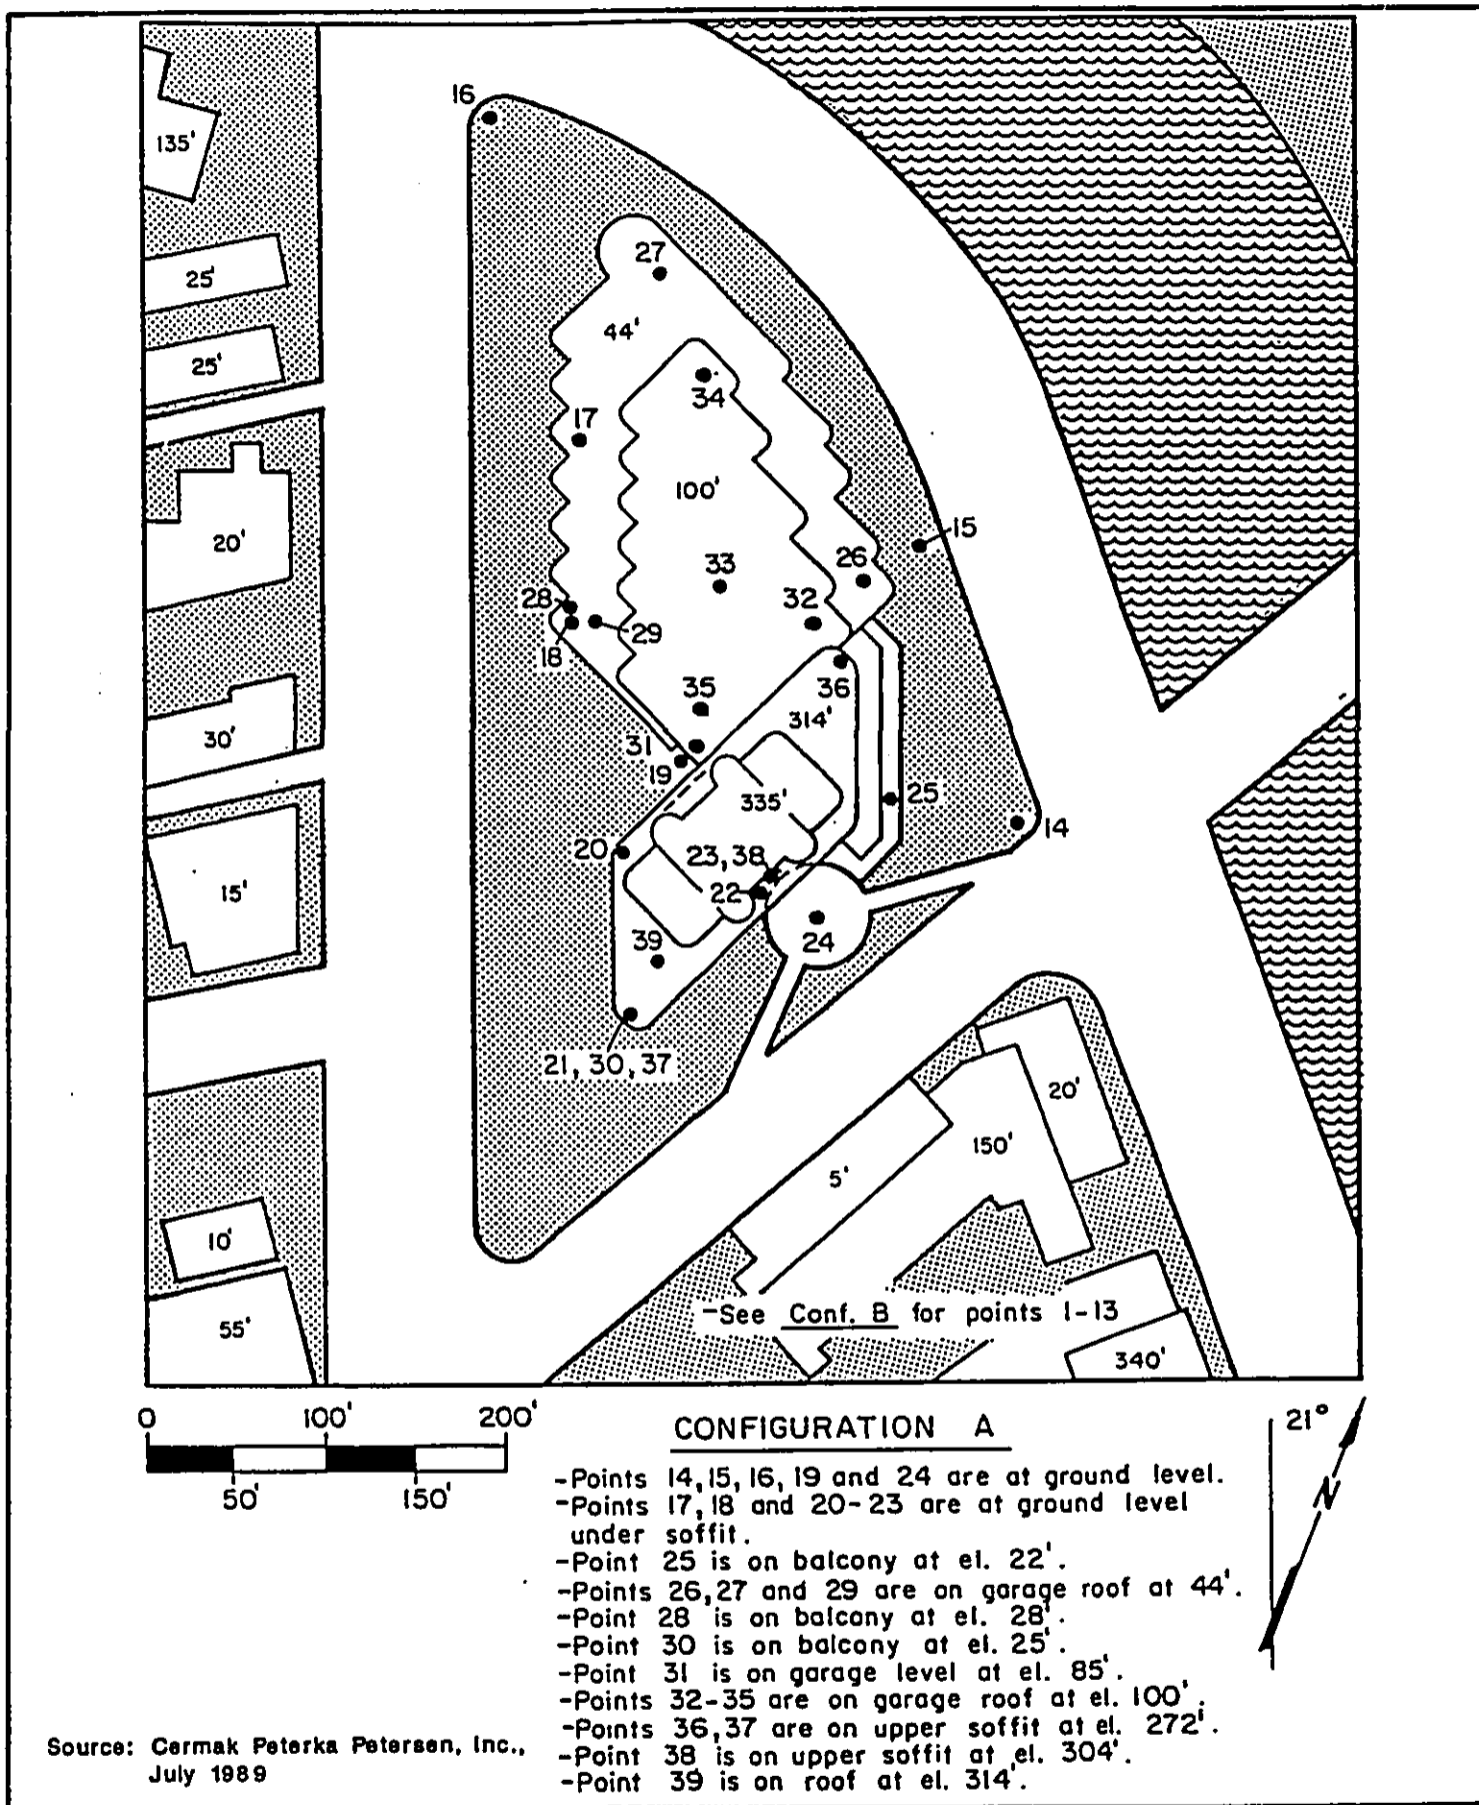 16
135'
27
25'
44'
25'
34
17
100'
15
20'
33
26
28
32
29
18
35
36
314'
30'
31
19
335'
25
14
20
23,38
22
15'
39
24
21, 30, 37
20'
150'
5'
10'
-See Conf. B for points 1-13
55'
340'
0 100' 200'
50' 150'
21°
N
CONFIGURATION A
-Points 14,15,16,19 and 24 are at ground level.
-Points 17,18 and 20-23 are at ground level
under soffit.
-Point 25 is on balcony at el. 22'.
-Points 26,27 and 29 are on garage roof at 44'.
-Point 28 is on balcony at el. 28'.
-Point 30 is on balcony at el. 25'.
-Point 31 is on garage level at el. 85'.
-Points 32-35 are on garage roof at el. 100'.
-Points 36,37 are on upper soffit at el. 272'.
-Point 38 is on upper soffit at el. 304'.
-Point 39 is on roof at el. 314'.
Source: Cermak Peterka Petersen, Inc.,
July 1989